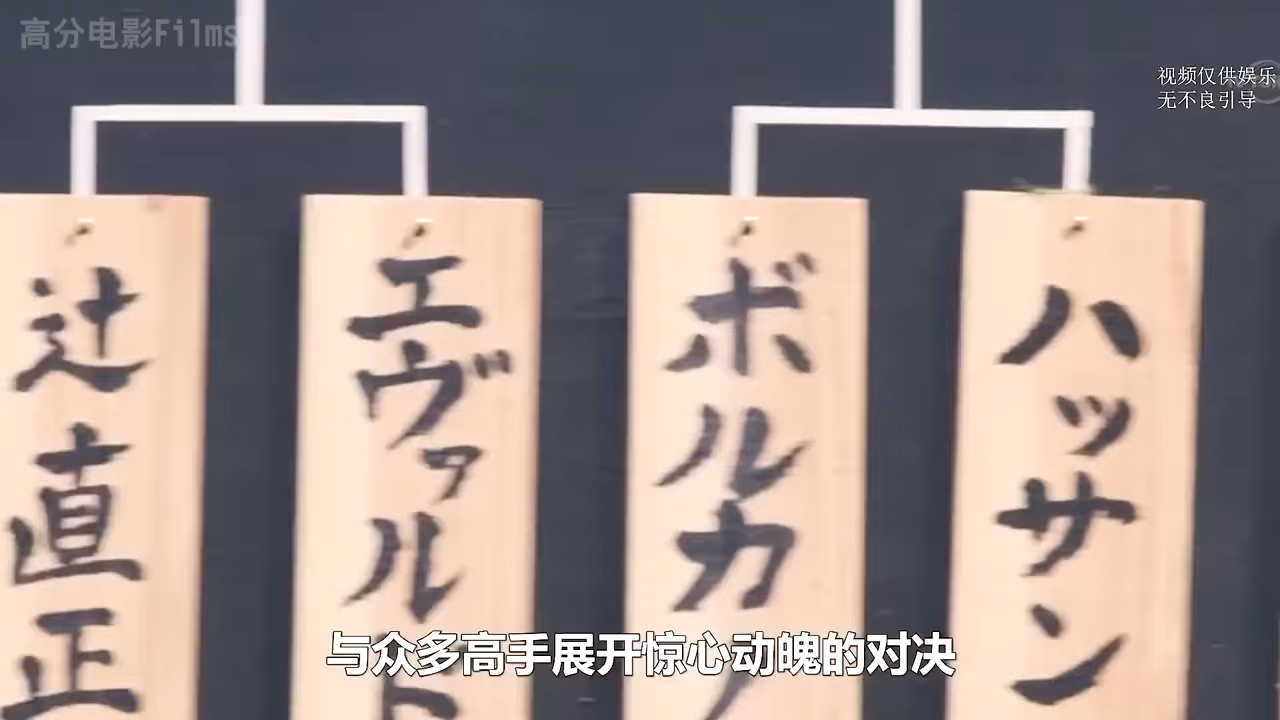 高分电影Films
视频仅供娱乐
无不良引导
辻直正
エヴァルド
ボルカ
ハッサン
与众多高手展开惊心动魄的对决